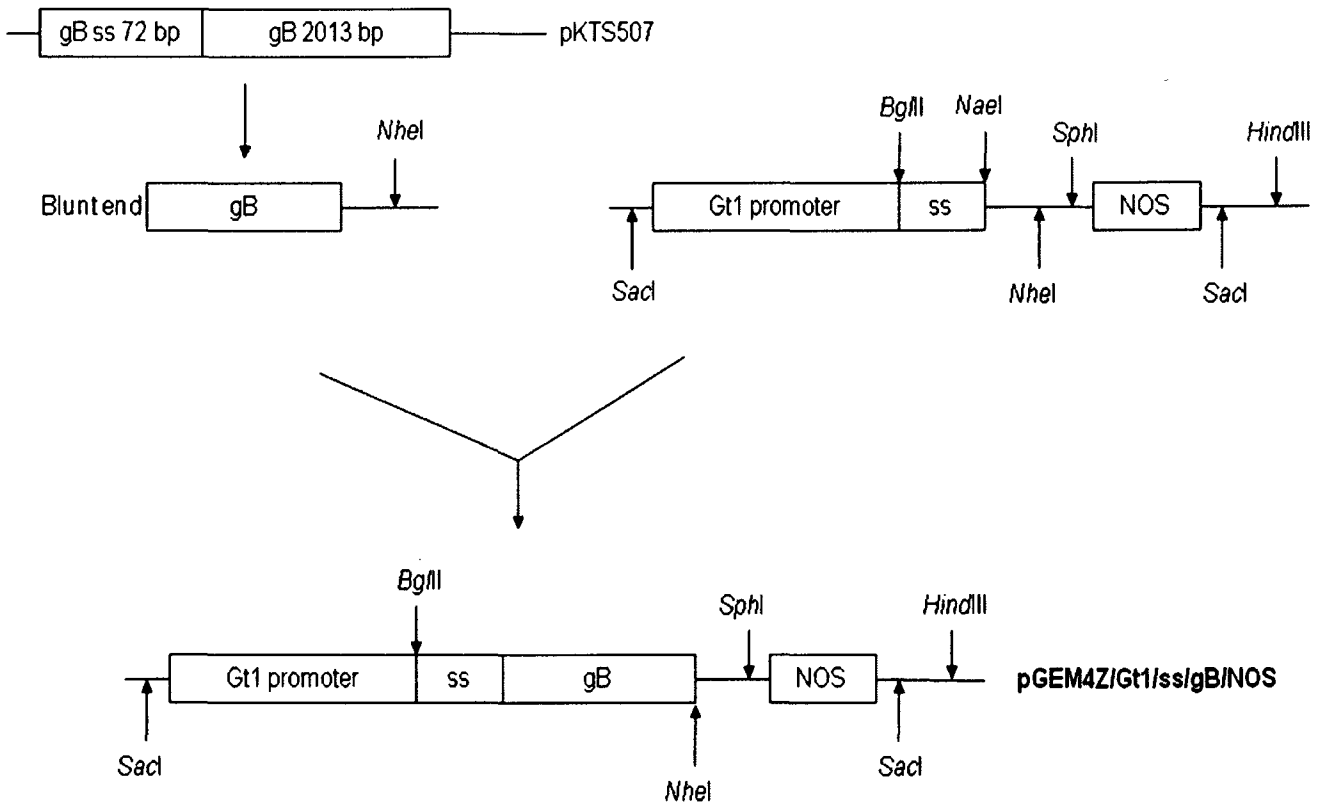 gB ss 72 bp
gB 2013 bp
pKTS507
NheI
Blunt end
gB
BglII
NaeI
SphI
HindIII
Gt1 promoter
ss
NOS
SacI
NheI
SacI
BglII
SphI
HindIII
Gt1 promoter
ss
gB
NOS
pGEM4Z/Gt1/ss/gB/NOS
SacI
NheI
SacI